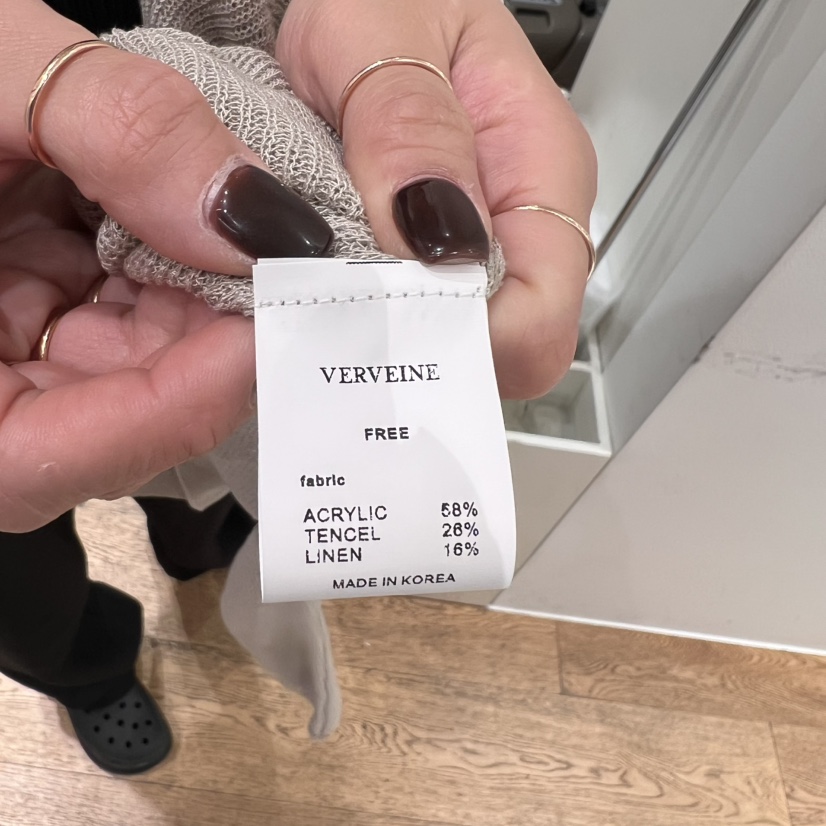 VERVEINE
FREE
fabric
ACRYLIC 58%
TENCEL 26%
LINEN 16%
MADE IN KOREA